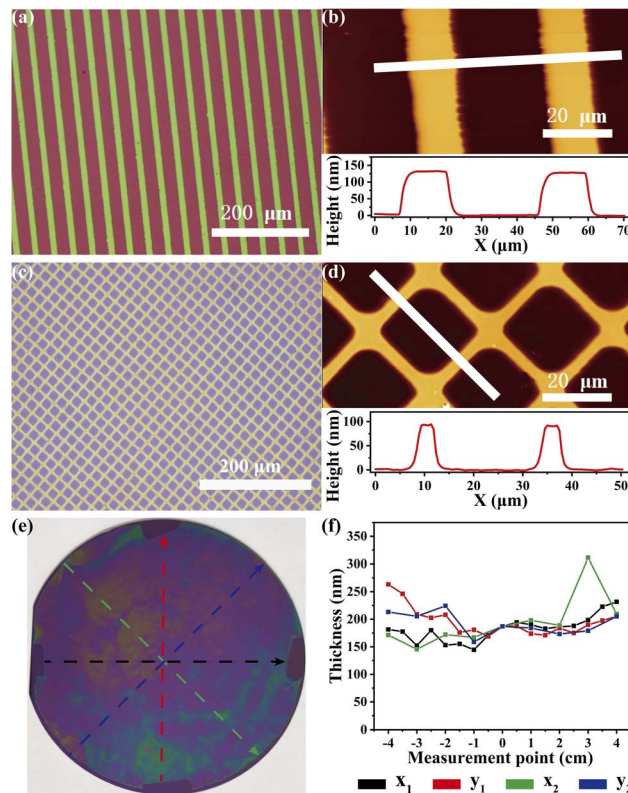 (a)
200 μm
(b)
20 μm
Height (nm)
150
100
50
0
0 10 20 30 40 50 60 70
X (μm)
(c)
200 μm
(d)
20 μm
Height (nm)
100
50
0
0 10 20 30 40 50
X (μm)
(e)
(f)
Thickness (nm)
350
300
250
200
150
100
50
0
-4 -3 -2 -1 0 1 2 3 4
Measurement point (cm)
x₁ y₁ x₂ y₂